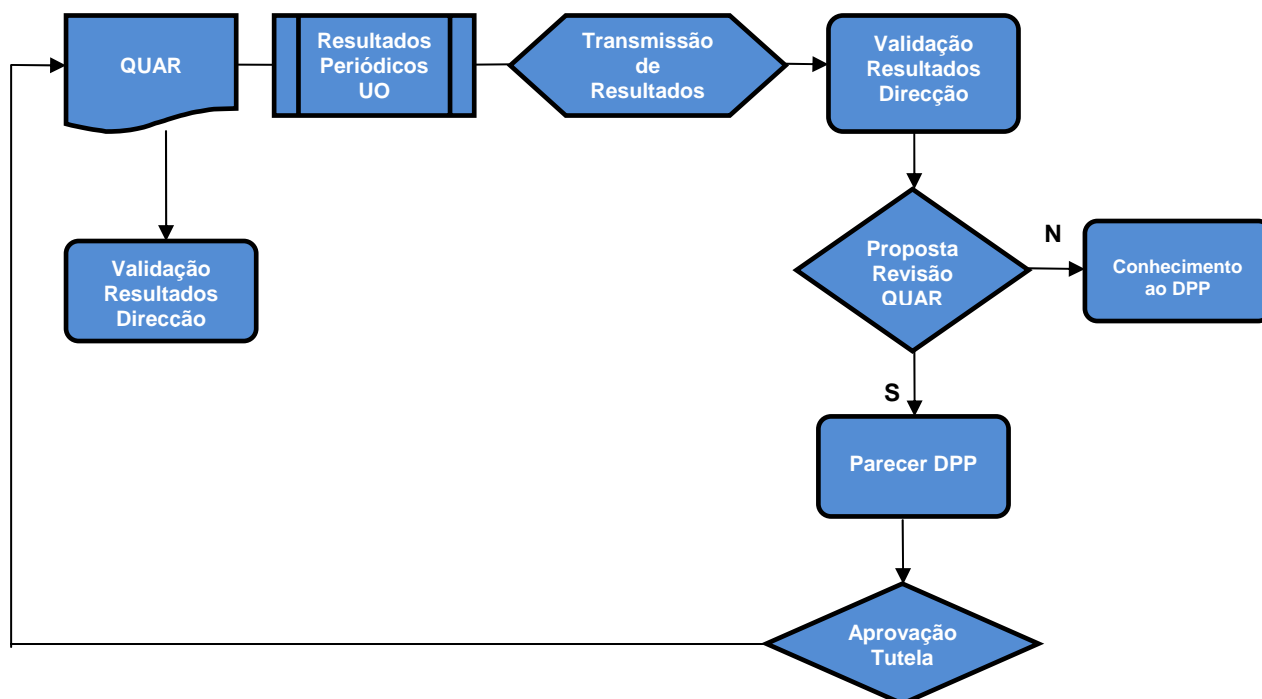 QUAR
Resultados
Periódicos
UO
Transmissão
de
Resultados
Validação
Resultados
Direcção
Validação
Resultados
Direcção
Proposta
Revisão
QUAR
N
Conhecimento
ao DPP
S
Parecer DPP
Aprovação
Tutela